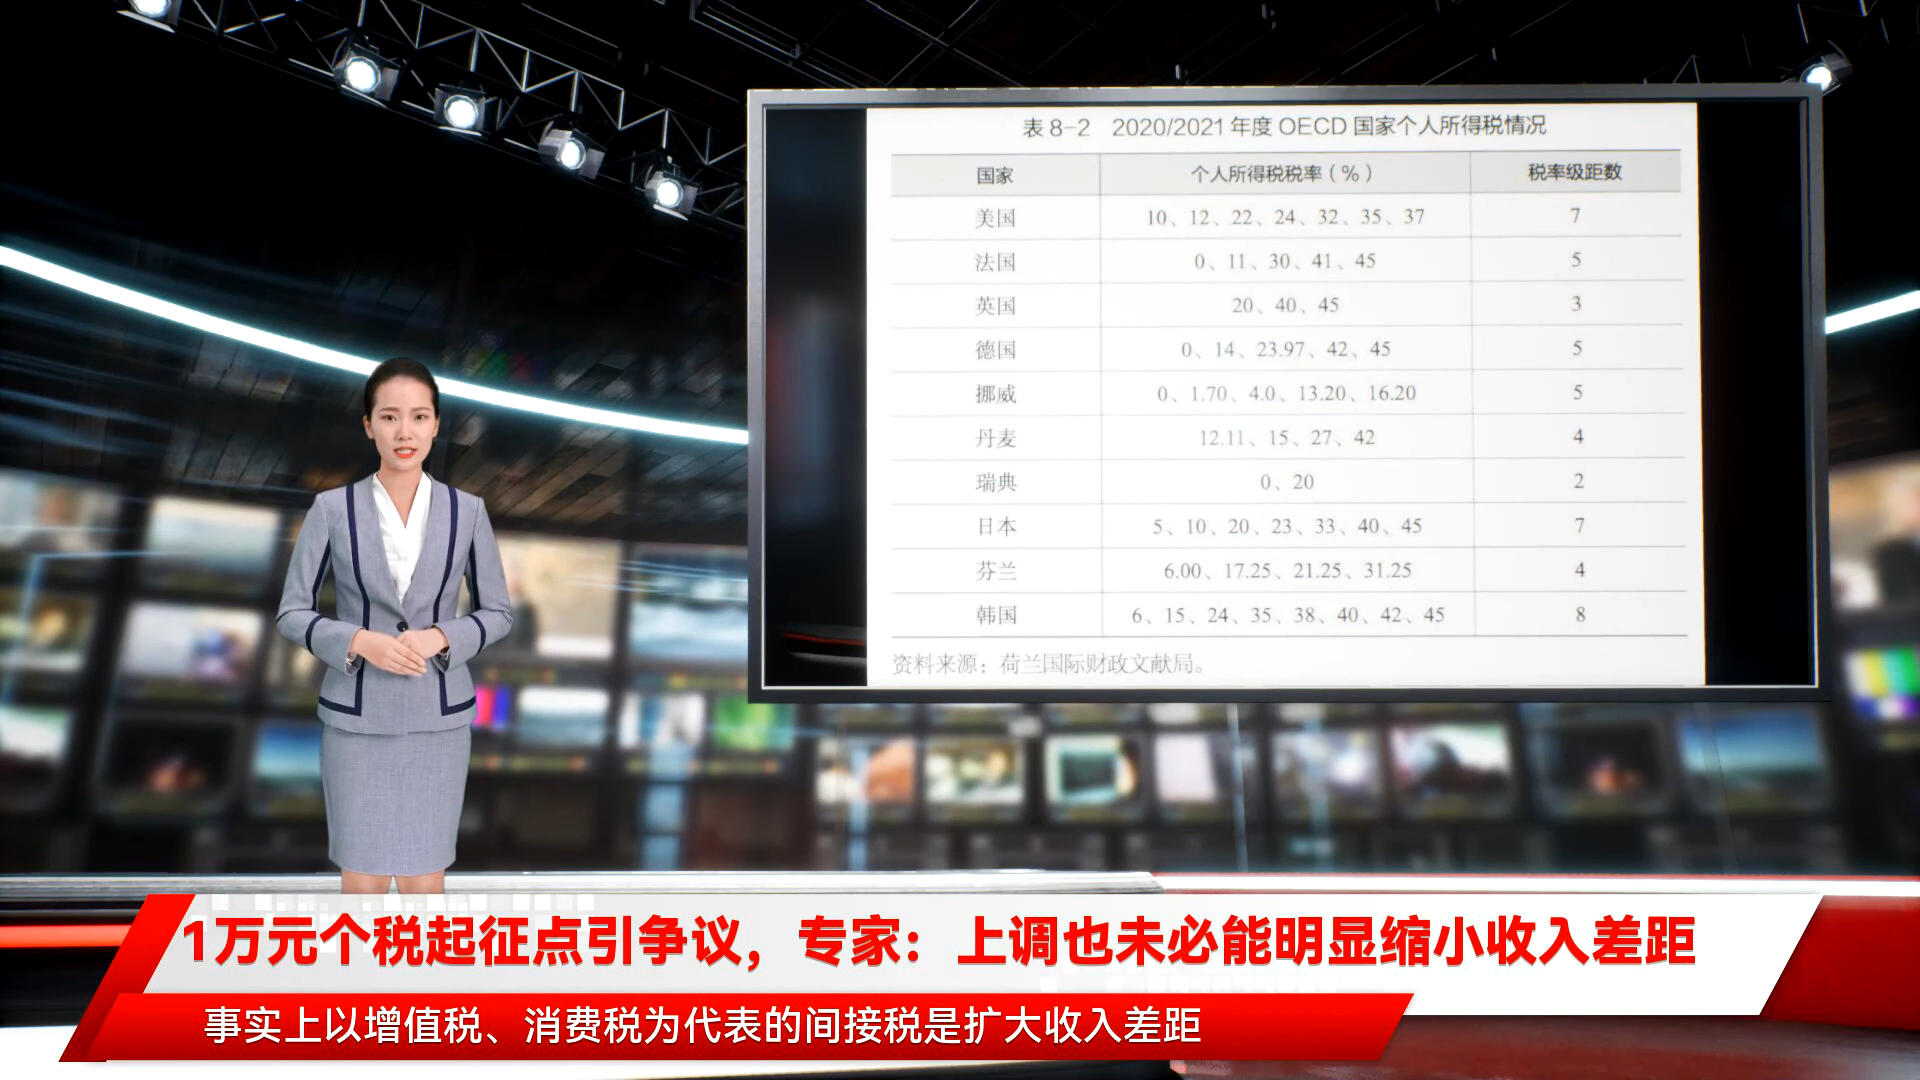 表8-2 2020/2021年度OECD国家个人所得税情况
国家 个人所得税税率（%） 税率级距数
美国 10、12、22、24、32、35、37 7
法国 0、11、30、41、45 5
英国 20、40、45 3
德国 0、14、23.97、42、45 5
挪威 0、1.70、4.0、13.20、16.20 5
丹麦 12.11、15、27、42 4
瑞典 0、20 2
日本 5、10、20、23、33、40、45 7
芬兰 6.00、17.25、21.25、31.25 4
韩国 6、15、24、35、38、40、42、45 8
资料来源：荷兰国际财政文献局。
1万元个税起征点引争议，专家：上调也未必能明显缩小收入差距
事实上以增值税、消费税为代表的间接税是扩大收入差距